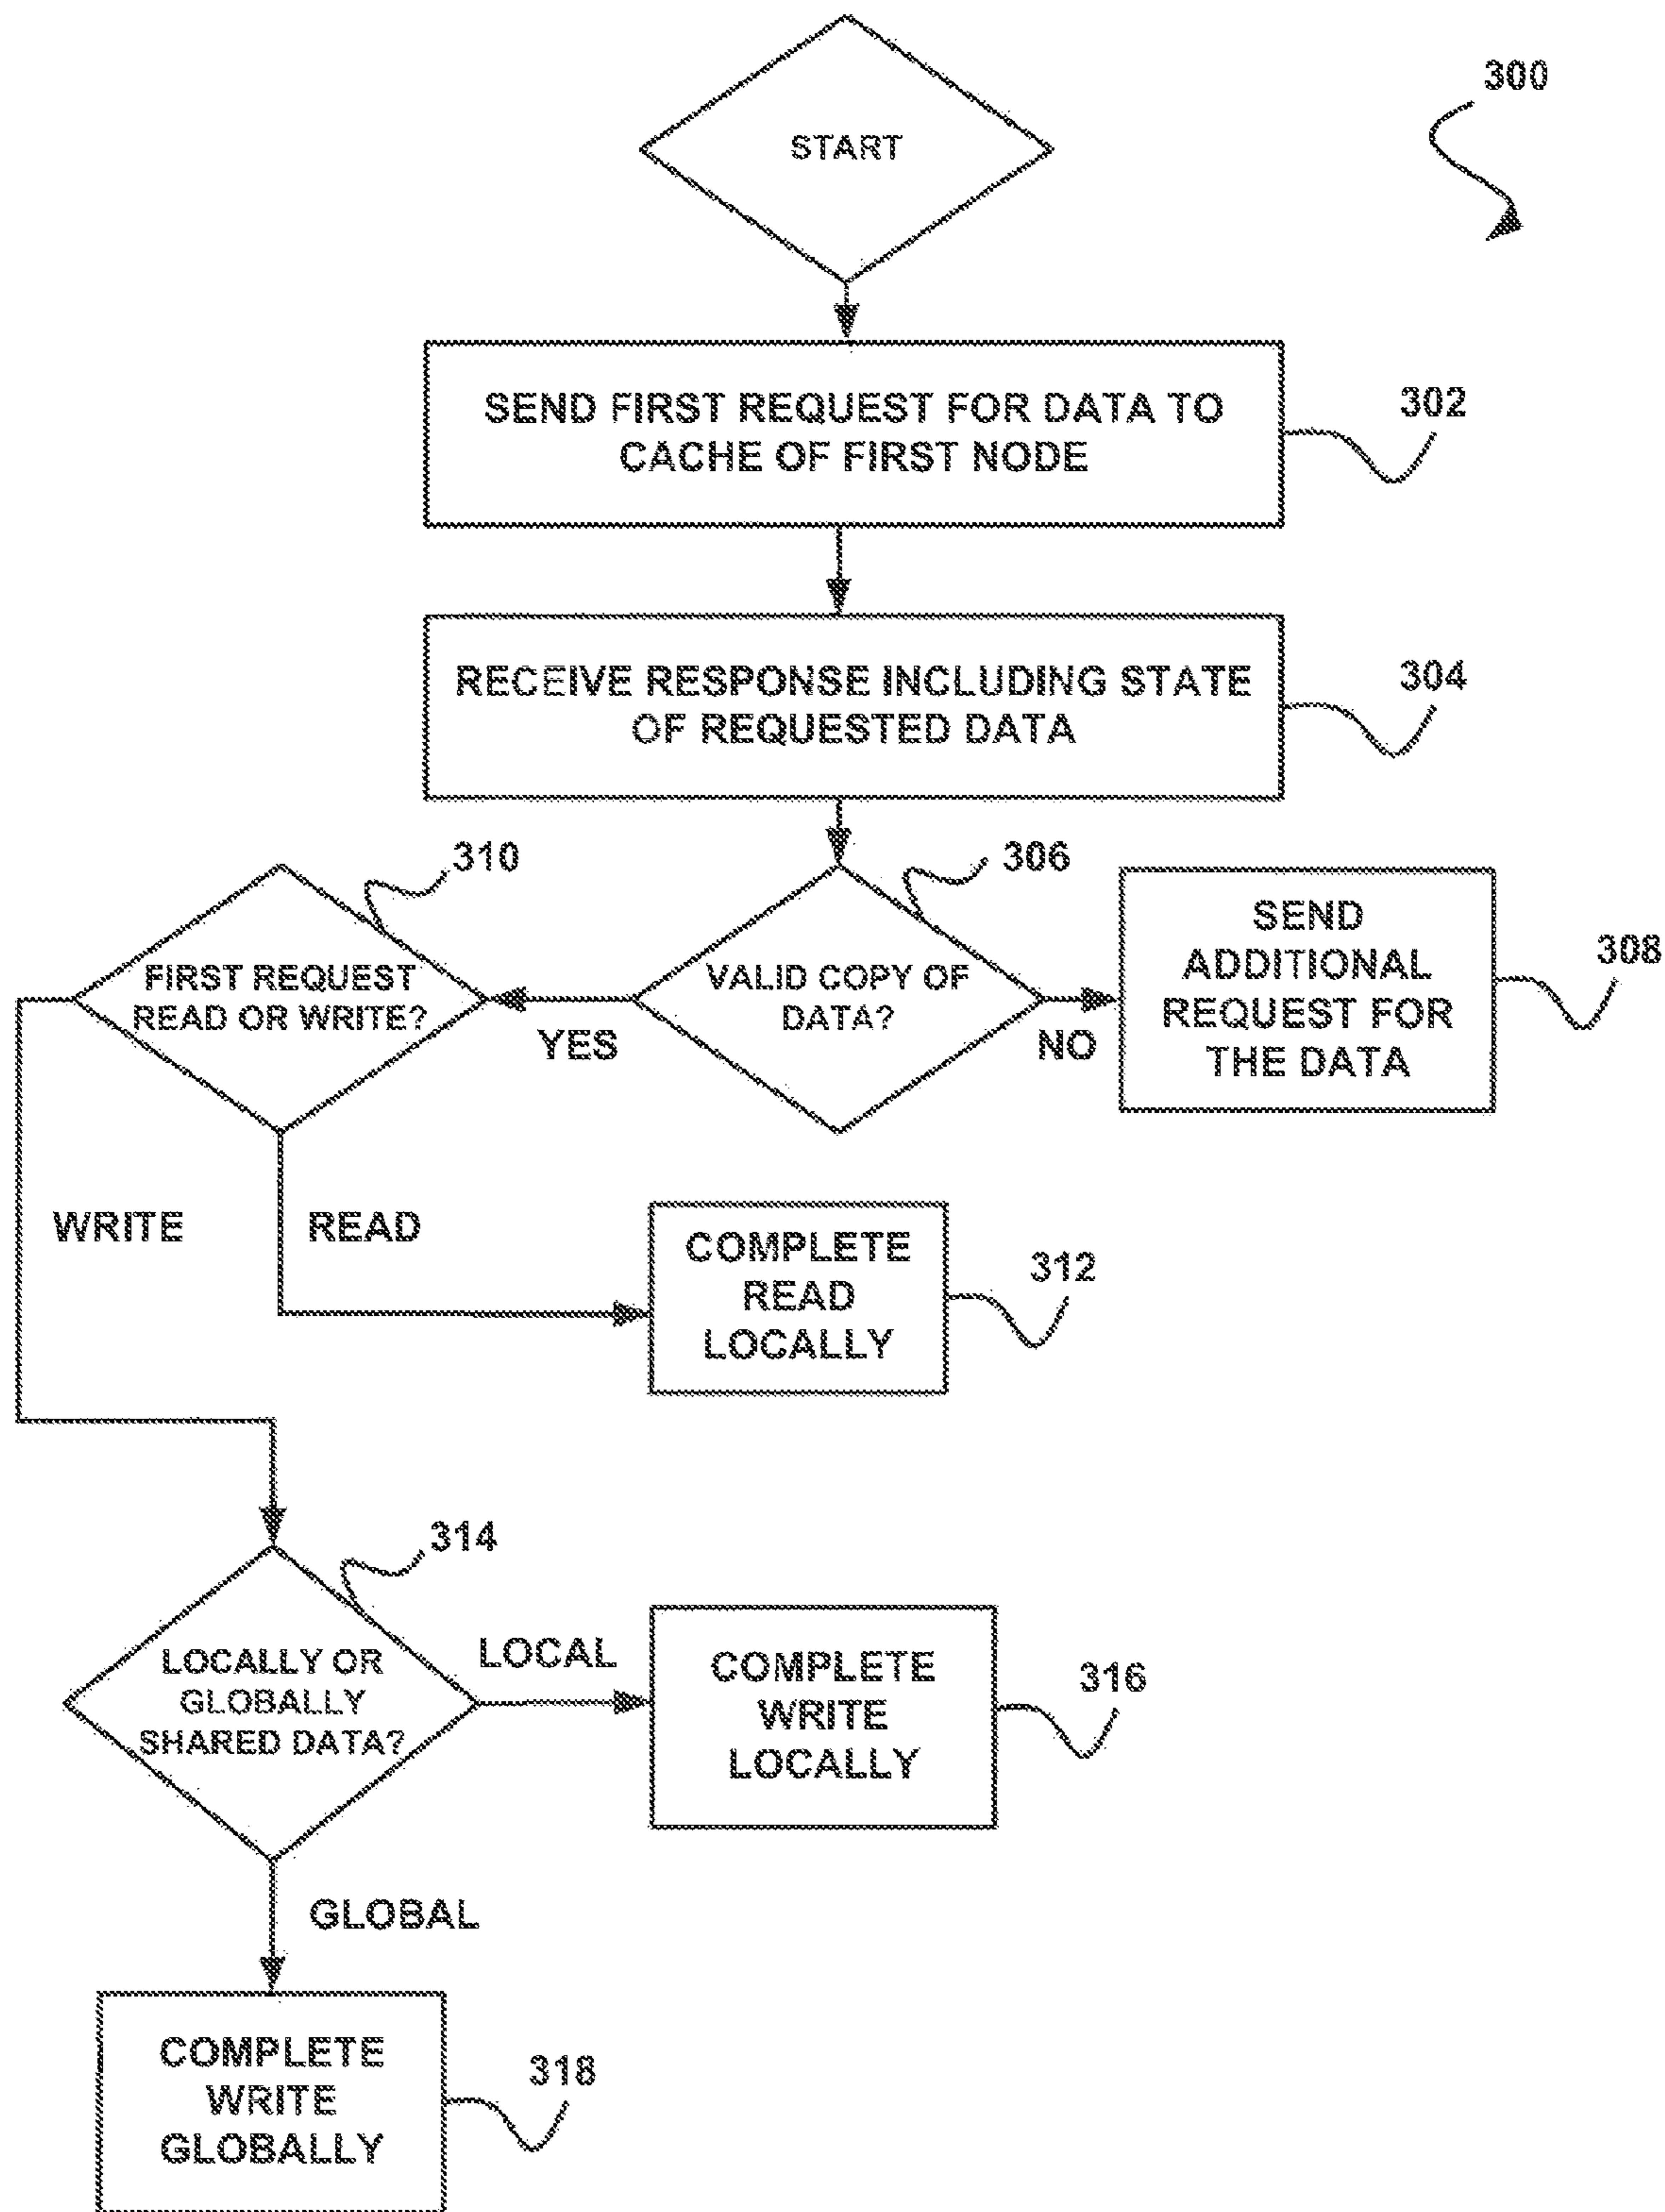 START
300
SEND FIRST REQUEST FOR DATA TO
CACHE OF FIRST NODE
302
RECEIVE RESPONSE INCLUDING STATE
OF REQUESTED DATA
304
310
306
FIRST REQUEST
READ OR WRITE?
YES
VALID COPY OF
DATA?
NO
SEND
ADDITIONAL
REQUEST FOR
THE DATA
308
WRITE
READ
COMPLETE
READ
LOCALLY
312
314
LOCALLY OR
GLOBALLY
SHARED DATA?
LOCAL
COMPLETE
WRITE
LOCALLY
316
GLOBAL
COMPLETE
WRITE
GLOBALLY
318